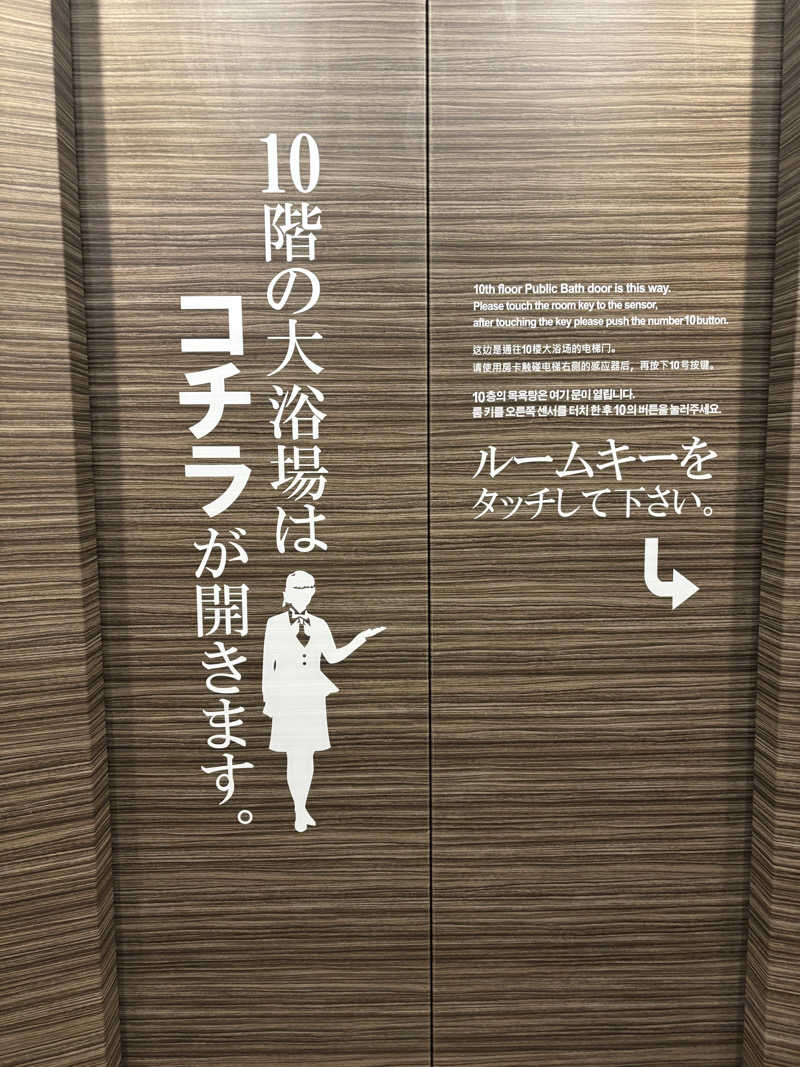 10階の大浴場は
コチラが開きます。
10th floor Public Bath door is this way.
Please touch the room key to the sensor,
after touching the key please push the number10button.
这边是通往10楼大浴场的电梯门。
请使用房卡触碰电梯右侧的感应器后，再按下10号按键。
10층의 목욕탕은 여기 문이 열립니다.
룸 키를 오른쪽 센서를 터치 한 후 10의 버튼을 눌러주세요.
ルームキーを
タッチして下さい。